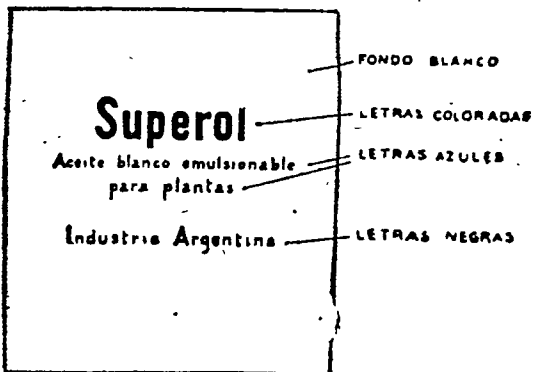 FONDO BLANCO
Superol
LETRAS COLORADAS
Aceite blanco emulsionable
para plantas
LETRAS AZULES
Industria Argentina
LETRAS NEGRAS